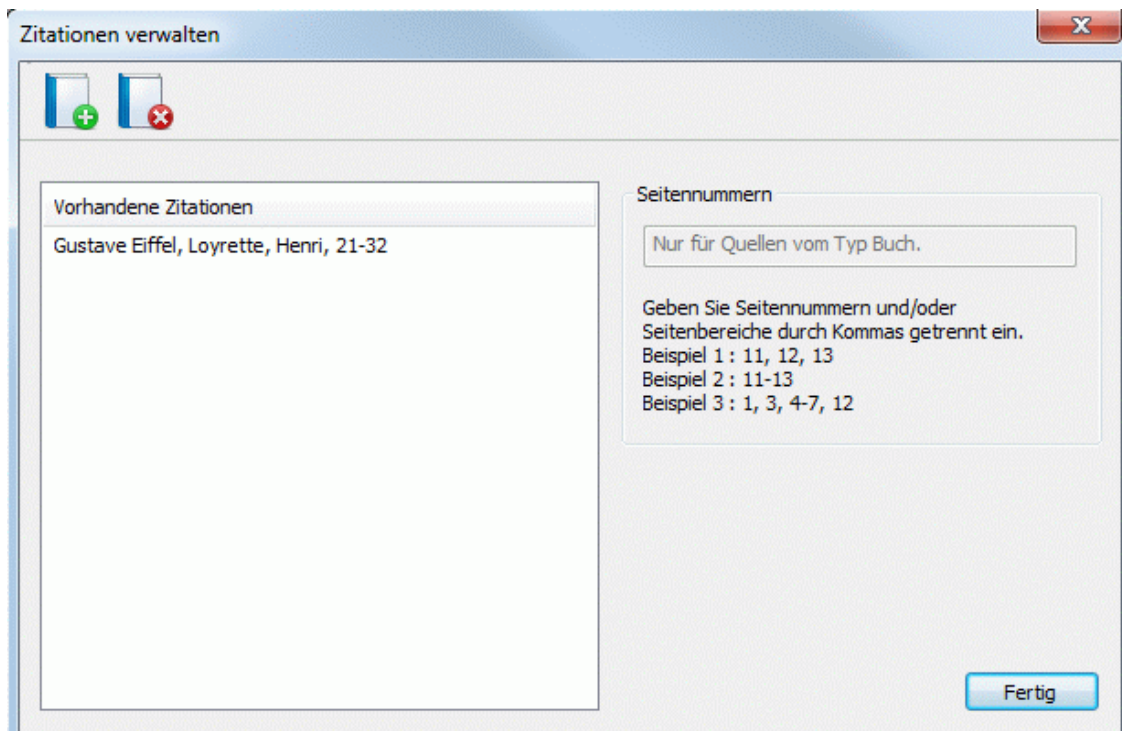 Zitationen verwalten
Vorhandene Zitationen
Gustave Eiffel, Loyrette, Henri, 21-32
Seitennummern
Nur für Quellen vom Typ Buch.
Geben Sie Seitennummern und/oder
Seitenbereiche durch Kommas getrennt ein.
Beispiel 1 : 11, 12, 13
Beispiel 2 : 11-13
Beispiel 3 : 1, 3, 4-7, 12
Fertig